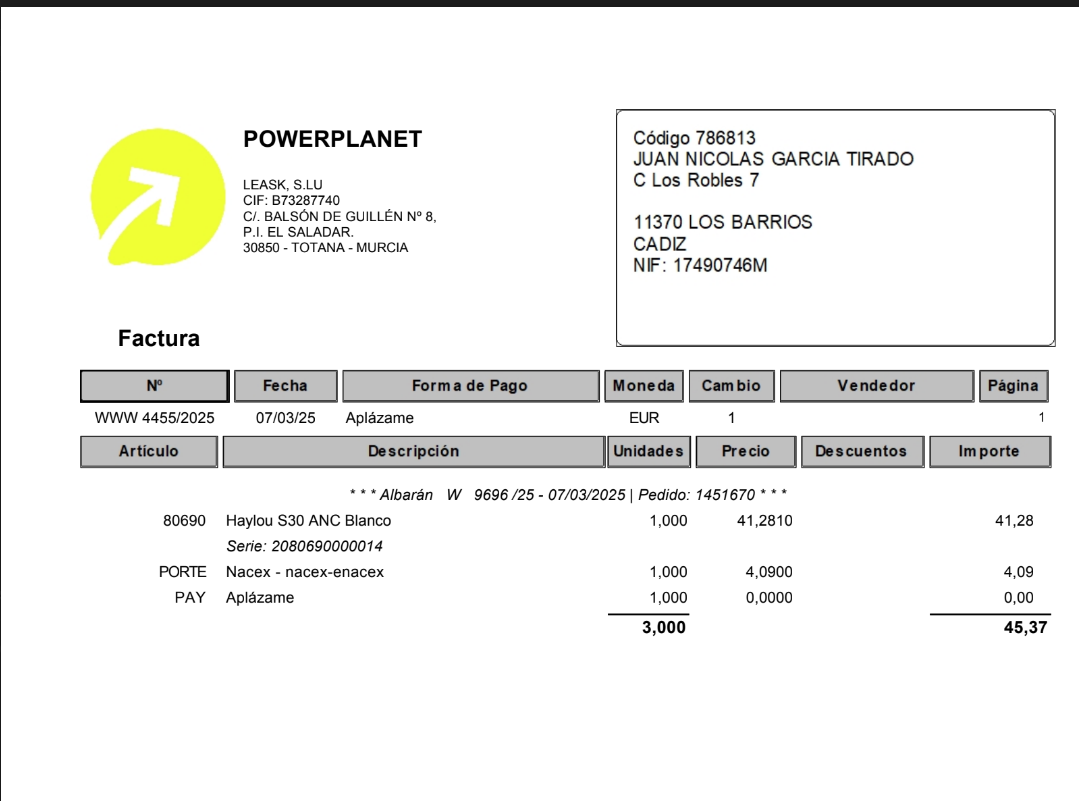 POWERPLANET
LEASK, S.LU
CIF: B73287740
C/. BALSÓN DE GUILLÉN Nº 8,
P.I. EL SALADAR.
30850 - TOTANA - MURCIA
Código 786813
JUAN NICOLAS GARCIA TIRADO
C Los Robles 7
11370 LOS BARRIOS
CADIZ
NIF: 17490746M
Factura
Nº Fecha Forma de Pago Moneda Cambio Vendedor Página
WWW 4455/2025 07/03/25 Aplázame EUR 1 1
Artículo Descripción Unidades Precio Descuentos Importe
* * * Albarán W 9696 /25 - 07/03/2025 | Pedido: 1451670 * * *
80690 Haylou S30 ANC Blanco 1,000 41,2810 41,28
Serie: 2080690000014
PORTE Nacex - nacex-enacex 1,000 4,0900 4,09
PAY Aplázame 1,000 0,0000 0,00
3,000 45,37